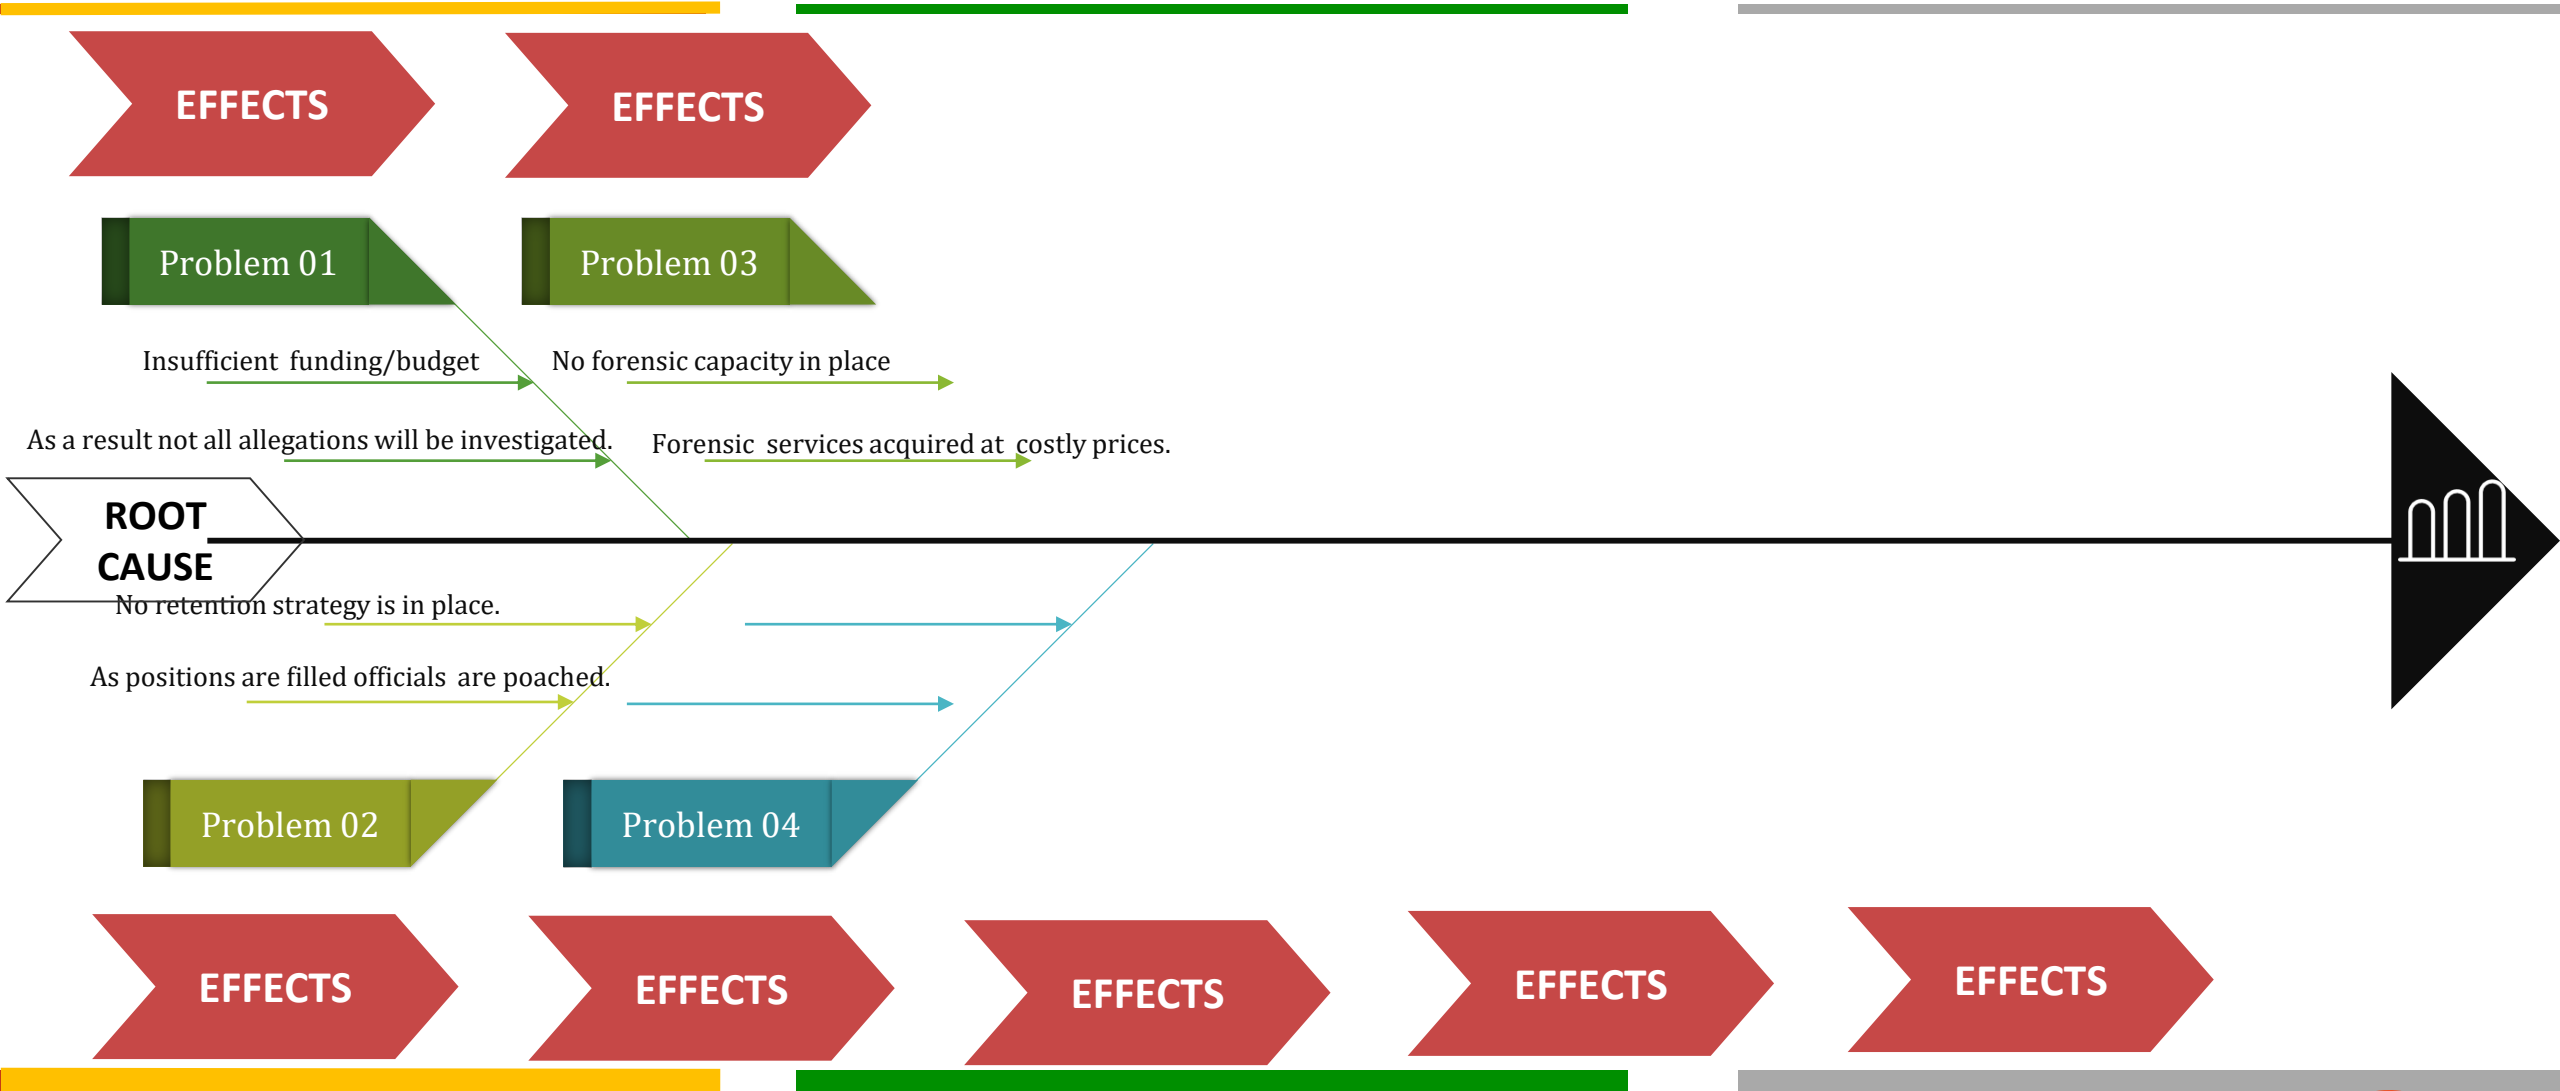 EFFECTS
EFFECTS
Problem 01
Problem 03
Insufficient funding/budget
No forensic capacity in place
As a result not all allegations will be investigated.
Forensic services acquired at costly prices.
ROOT
CAUSE
No retention strategy is in place.
As positions are filled officials are poached.
Problem 02
Problem 04
EFFECTS
EFFECTS
EFFECTS
EFFECTS
EFFECTS